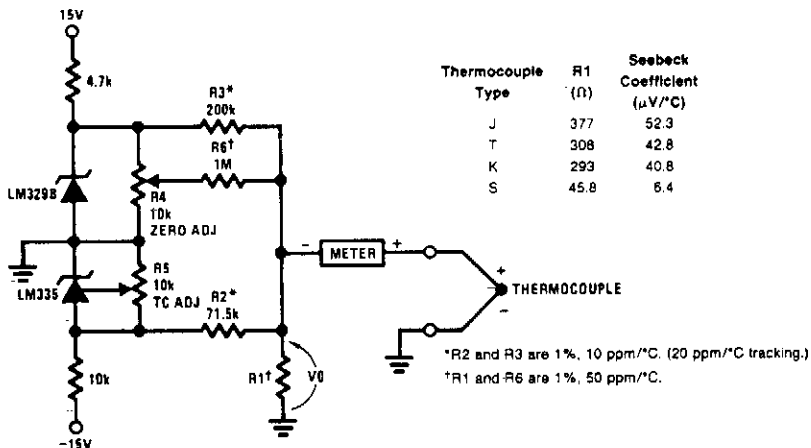 15V
4.7k
R3*
200k
R6†
1M
LM329B
R4
10k
ZERO ADJ
LM335
R5
10k
TC ADJ
R2*
71.5k
10k
-15V
R1†
V0
- METER +
+
THERMOCOUPLE
-
Thermocouple Type R1 (Ω) Seebeck Coefficient (µV/°C)
J 377 52.3
T 308 42.8
K 293 40.8
S 45.8 6.4
*R2 and R3 are 1%, 10 ppm/°C. (20 ppm/°C tracking.)
†R1 and R6 are 1%, 50 ppm/°C.